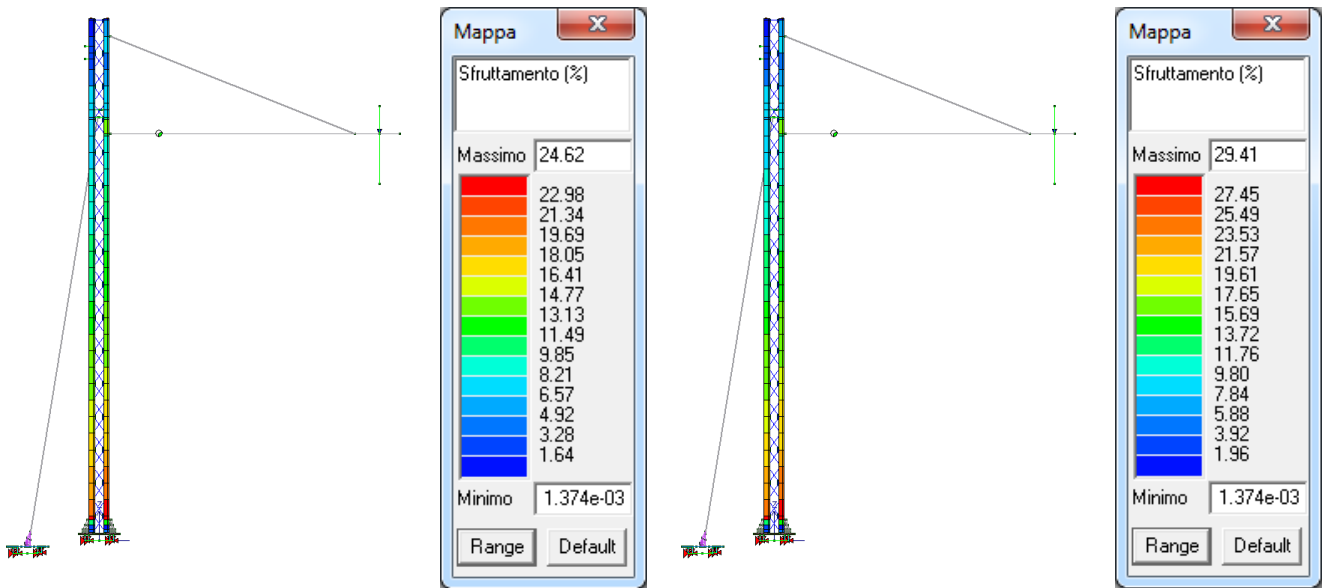 Mappa
Sfruttamento (%)
Massimo 24.62
22.98
21.34
19.69
18.05
16.41
14.77
13.13
11.49
9.85
8.21
6.57
4.92
3.28
1.64
Minimo 1.374e-03
Range Default
Mappa
Sfruttamento (%)
Massimo 29.41
27.45
25.49
23.53
21.57
19.61
17.65
15.69
13.72
11.76
9.80
7.84
5.88
3.92
1.96
Minimo 1.374e-03
Range Default